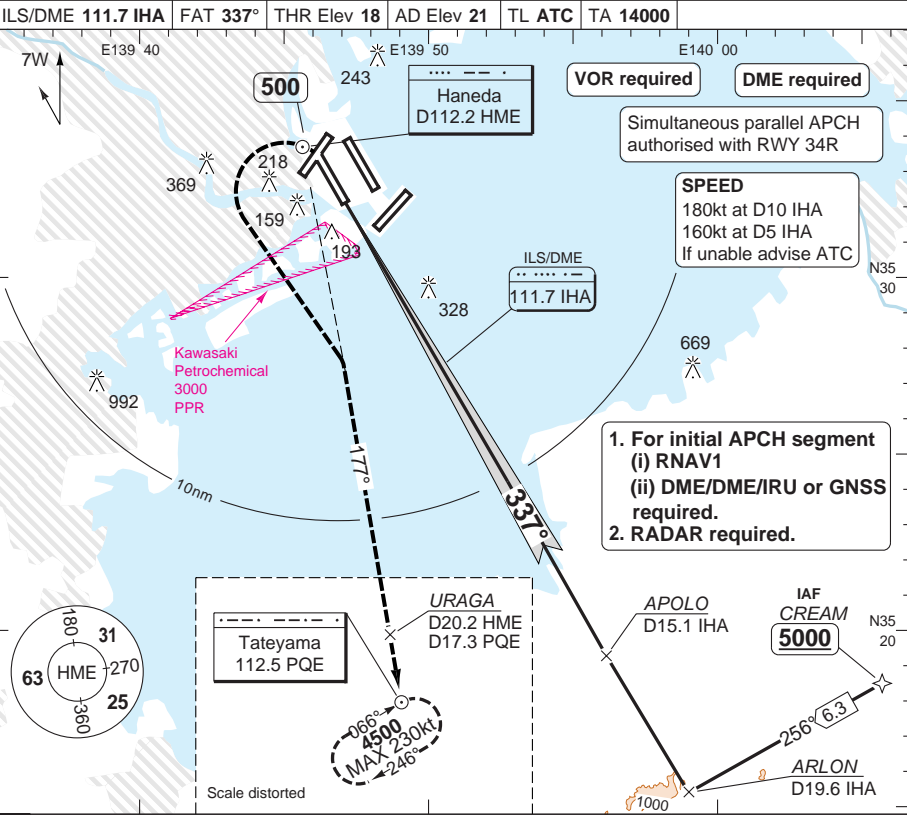 ILS/DME 111.7 IHA FAT 337° THR Elev 18 AD Elev 21 TL ATC TA 14000
E139 40
E139 50
E140 00
7W
500
243
Haneda
D112.2 HME
VOR required
DME required
Simultaneous parallel APCH
authorised with RWY 34R
SPEED
180kt at D10 IHA
160kt at D5 IHA
If unable advise ATC
369
218
159
193
ILS/DME
111.7 IHA
328
N35
30
669
Kawasaki
Petrochemical
3000
PPR
992
10nm
177°
337°
1. For initial APCH segment
(i) RNAV1
(ii) DME/DME/IRU or GNSS
required.
2. RADAR required.
URAGA
D20.2 HME
D17.3 PQE
Tateyama
112.5 PQE
APOLO
D15.1 IHA
IAF
CREAM
5000
N35
20
180
31
270
HME
63
25
360
066°
4500
MAX 230kt
246°
256° 6.3
ARLON
D19.6 IHA
1000
Scale distorted